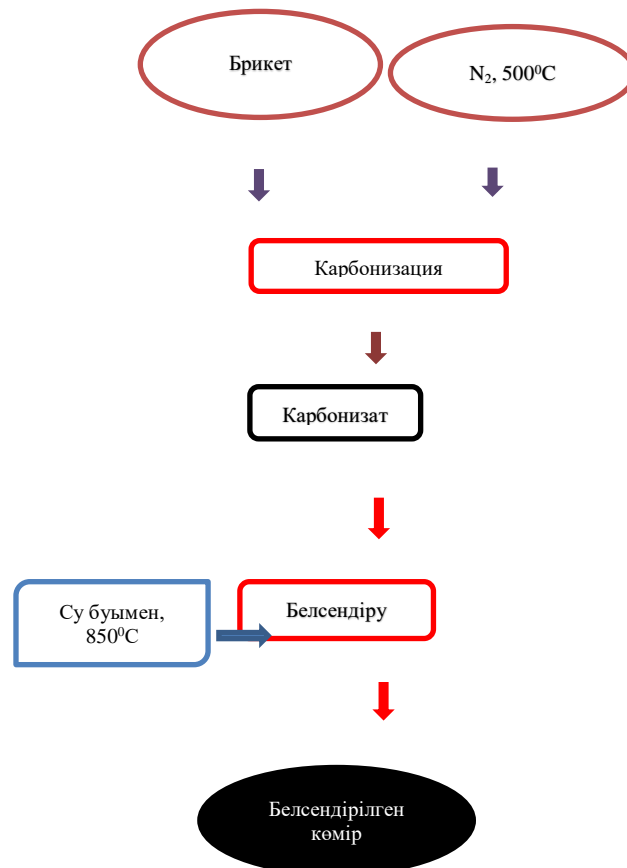 Брикет
N₂, 500⁰C
Карбонизация
Карбонизат
Су буымен,
850⁰C
Белсендіру
Белсендірілген
көмір